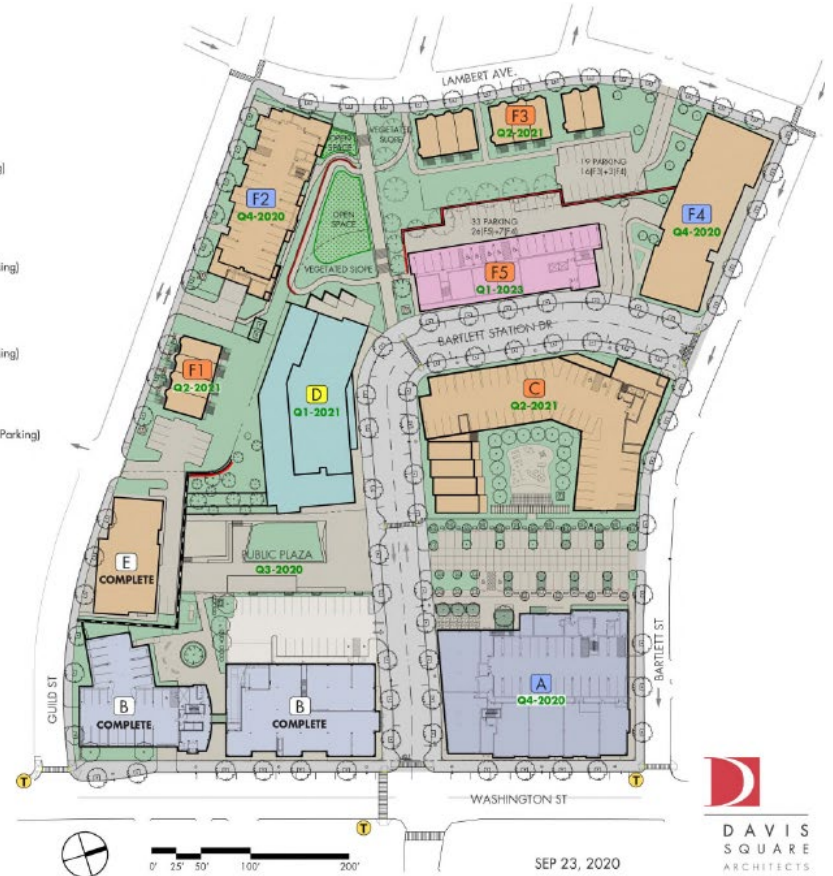 LAMBERT AVE.
F3
Q2-2021
OPEN
SPACE
VEGETATED
SLOPE
19 PARKING
16(F3)+3(F4)
F2
Q4-2020
OPEN
SPACE
F4
Q4-2020
33 PARKING
26(F5)+7(F4)
VEGETATED SLOPE
F5
Q1-2023
ing)
BARTLETT STATION DR
ing)
F1
Q2-2021
D
Q1-2021
C
Q2-2021
Parking)
E
COMPLETE
PUBLIC PLAZA
Q3-2020
GUILD ST
B
COMPLETE
B
COMPLETE
A
Q4-2020
BARTLETT ST
T
T
T
WASHINGTON ST
0' 25' 50' 100' 200'
SEP 23, 2020
DAVIS
SQUARE
ARCHITECTS